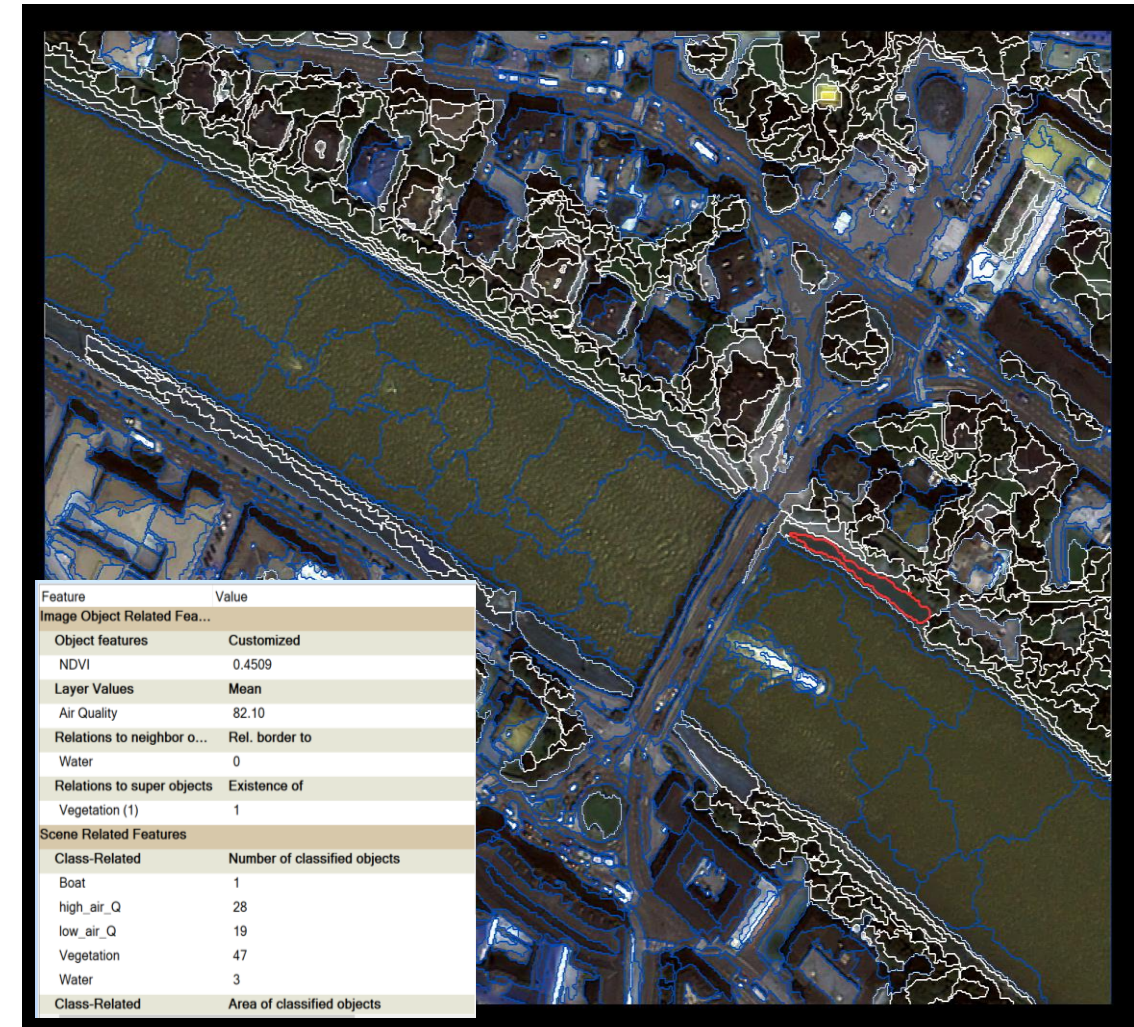 Feature Value
Image Object Related Fea...
Object features Customized
NDVI 0.4509
Layer Values Mean
Air Quality 82.10
Relations to neighbor o... Rel. border to
Water 0
Relations to super objects Existence of
Vegetation (1) 1
Scene Related Features
Class-Related Number of classified objects
Boat 1
high_air_Q 28
low_air_Q 19
Vegetation 47
Water 3
Class-Related Area of classified objects